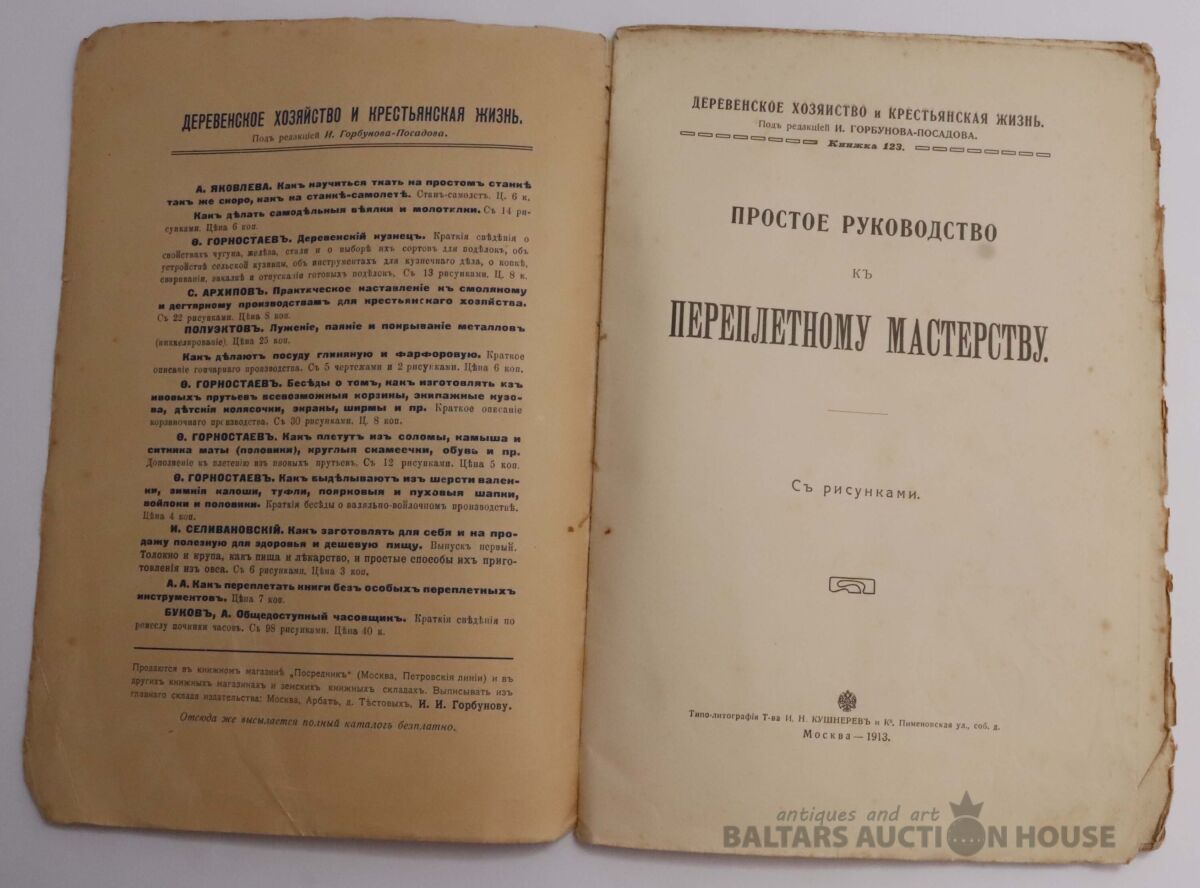 ДЕРЕВЕНСКОЕ ХОЗЯЙСТВО И КРЕСТЬЯНСКАЯ ЖИЗНЬ.
Подъ редакціей И. Горбунова-Посадова.
А. ЯКОВЛЕВА. Какъ научиться ткать на простомъ станкѣ
такъ же скоро, какъ на станкѣ-самолетѣ. Станъ-самолетъ. Ц. 6 к.
Какъ дѣлать самодѣльныя вѣялки и молотилки. Съ 14 ри-
сунками. Цѣна 6 коп.
Ѳ. ГОРНОСТАЕВЪ. Деревенскій кузнецъ. Краткія свѣдѣнія о
свойствахъ чугуна, желѣза, стали и о выборѣ ихъ сортовъ для подѣлокъ, объ
устройствѣ сельской кузницы, объ инструментахъ для кузнечнаго дѣла, о ковкѣ,
свариваніи, закалкѣ и отпусканіи готовыхъ подѣлокъ. Съ 13 рисунками. Ц. 8 к.
С. АРХИПОВЪ. Практическое наставленіе къ смоляному
и дегтярному производствамъ для крестьянскаго хозяйства.
Съ 22 рисунками. Цѣна 8 коп.
ПОЛУЭКТОВЪ. Луженіе, паяніе и покрываніе металловъ
(никкелированіе). Цѣна 25 коп.
Какъ дѣлаютъ посуду глиняную и фарфоровую. Краткое
описаніе гончарнаго производства. Съ 5 чертежами и 2 рисунками. Цѣна 6 коп.
Ѳ. ГОРНОСТАЕВЪ. Бесѣды о томъ, какъ изготовлять изъ
ивовыхъ прутьевъ всевозможныя корзины, экипажные кузо-
ва, дѣтскія колясочки, экраны, ширмы и пр. Краткое описаніе
корзиночнаго производства. Съ 30 рисунками. Ц. 8 коп.
Ѳ. ГОРНОСТАЕВЪ. Какъ плетутъ изъ соломы, камыша и
ситника маты (половики), круглыя скамеечки, обувь и пр.
Дополненіе къ плетенію изъ ивовыхъ прутьевъ. Съ 12 рисунками. Цѣна 5 коп.
Ѳ. ГОРНОСТАЕВЪ. Какъ выдѣлываютъ изъ шерсти вален-
ки, зимнія калоши, туфли, поярковыя и пуховыя шапки,
войлоки и половики. Краткія бесѣды о валяльно-войлочномъ производствѣ.
Цѣна 4 коп.
И. СЕЛИВАНОВСКІЙ. Какъ заготовлять для себя и на про-
дажу полезную для здоровья и дешевую пищу. Выпускъ первый.
Толокно и крупа, какъ пища и лѣкарство, и простые способы ихъ приго-
товленія изъ овса. Съ 6 рисунками. Цѣна 3 коп.
А. А. Какъ переплетать книги безъ особыхъ переплетныхъ
инструментовъ. Цѣна 7 коп.
БУКОВЪ, А. Общедоступный часовщикъ. Краткія свѣдѣнія по
ремеслу починки часовъ. Съ 98 рисунками. Цѣна 40 к.
Продаются въ книжномъ магазинѣ „Посредникъ“ (Москва, Петровскія линіи) и въ
другихъ книжныхъ магазинахъ и земскихъ книжныхъ складахъ. Выписывать изъ
главнаго склада издательства: Москва, Арбатъ, д. Тѣстовыхъ, И. И. Горбунову.
Отсюда же высылается полный каталогъ безплатно.
ДЕРЕВЕНСКОЕ ХОЗЯЙСТВО и КРЕСТЬЯНСКАЯ ЖИЗНЬ.
Подъ редакціей И. ГОРБУНОВА-ПОСАДОВА.
Книжка 123.
ПРОСТОЕ РУКОВОДСТВО
КЪ
ПЕРЕПЛЕТНОМУ МАСТЕРСТВУ.
Съ рисунками.
Типо-литографія Т-ва И. Н. КУШНЕРЕВЪ и Кº. Пименовская ул., соб. д.
Москва — 1913.
antiques and art
BALTARS AUCTION HOUSE